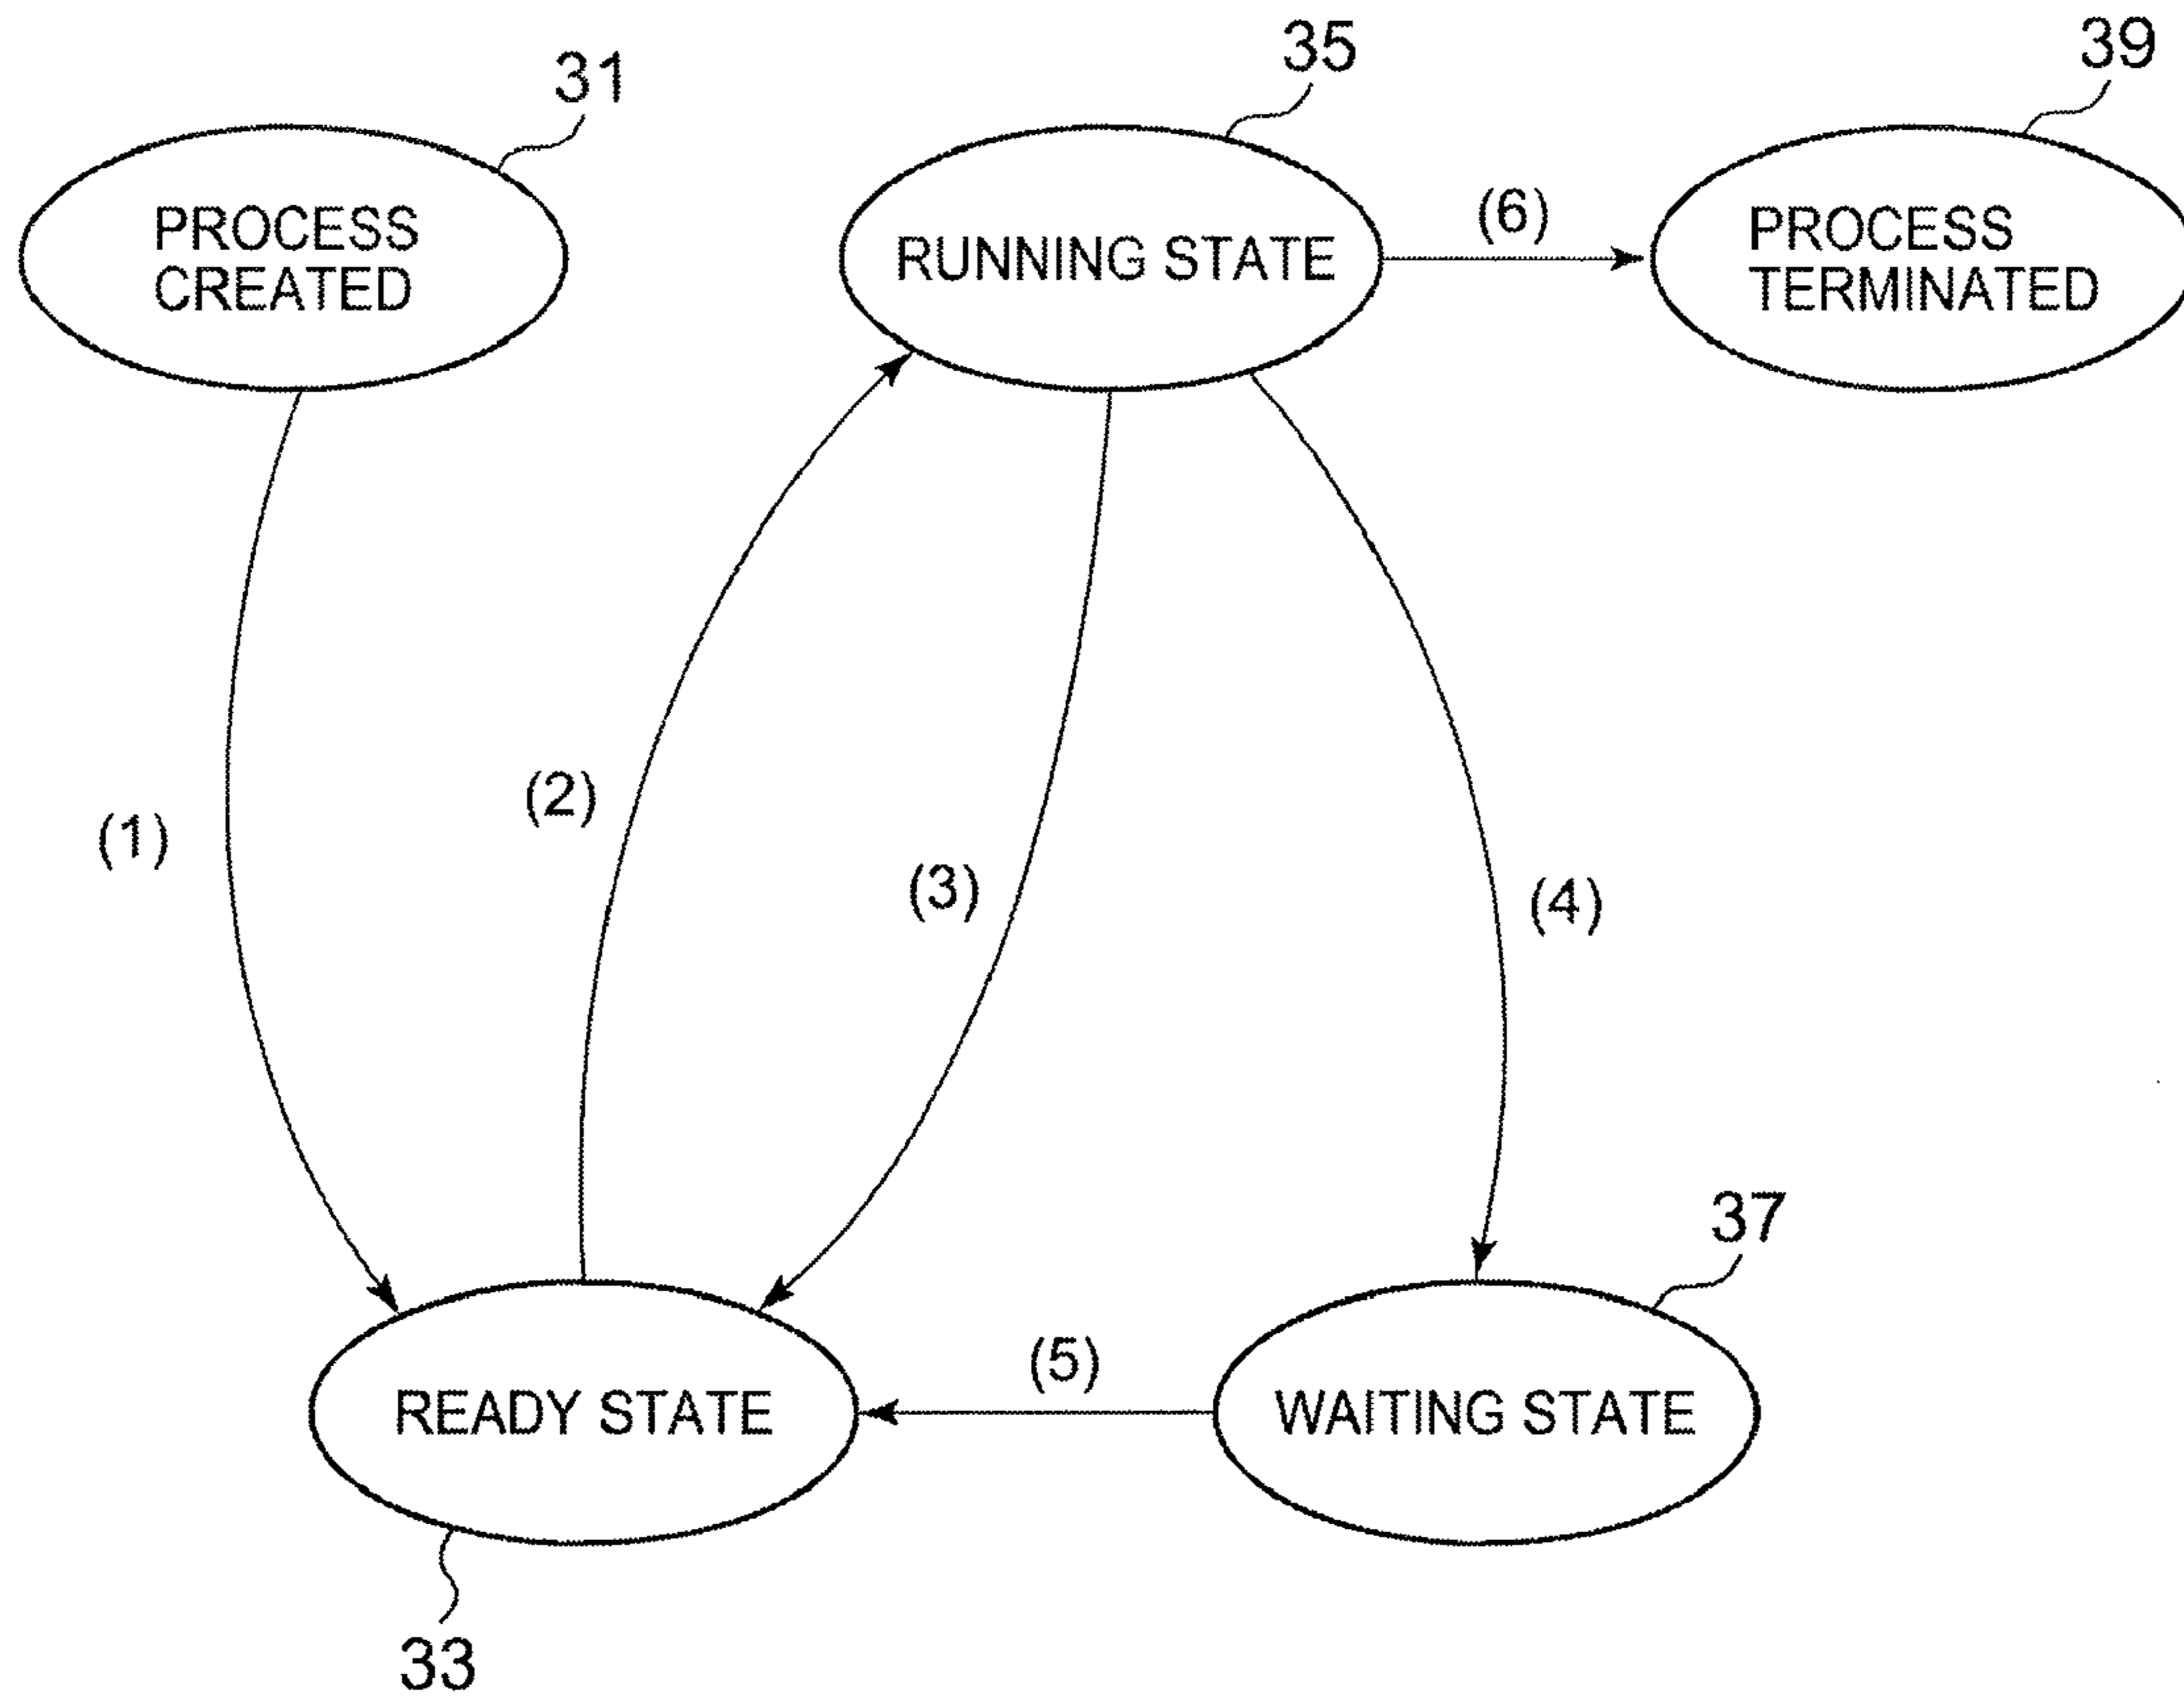 31
35
39
PROCESS
CREATED
RUNNING STATE
(6)
PROCESS
TERMINATED
(1)
(2)
(3)
(4)
37
(5)
READY STATE
WAITING STATE
33